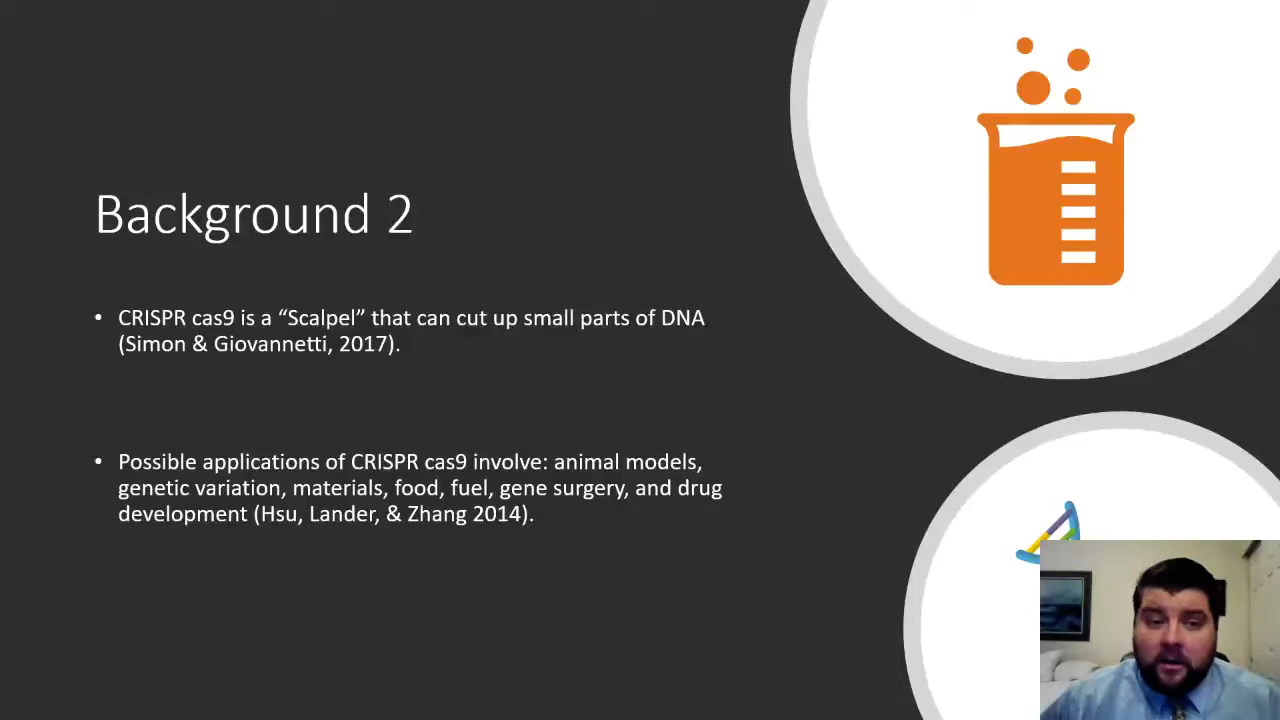 Background 2
• CRISPR cas9 is a “Scalpel” that can cut up small parts of DNA
(Simon & Giovannetti, 2017).
• Possible applications of CRISPR cas9 involve: animal models,
genetic variation, materials, food, fuel, gene surgery, and drug
development (Hsu, Lander, & Zhang 2014).